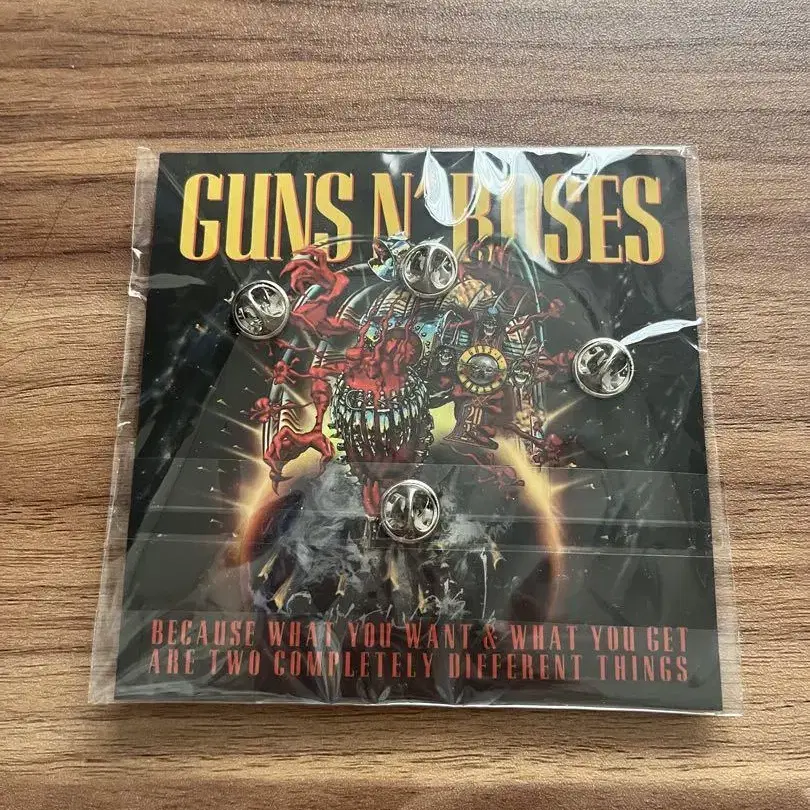 GUNS N' ROSES
BECAUSE WHAT YOU WANT & WHAT YOU GET
ARE TWO COMPLETELY DIFFERENT THINGS